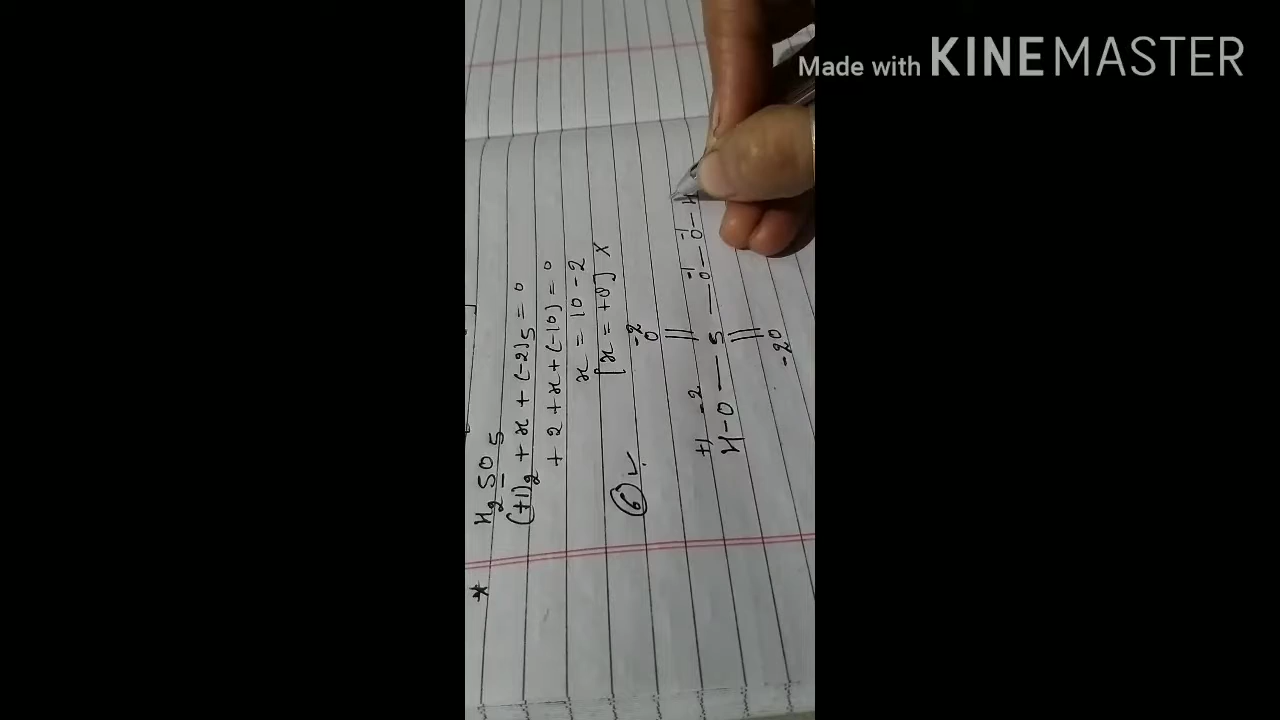 Made with KINEMASTER
* H₂SO₅
(+1)₂ + x + (-2)₅ = 0
+ 2 + x + (-10) = 0
x = 10 - 2
[x = +8] ×
⑥ ✓
-2
O
||
+1 -2 -1 -1
H-O — S — O — O - H
||
O
-2